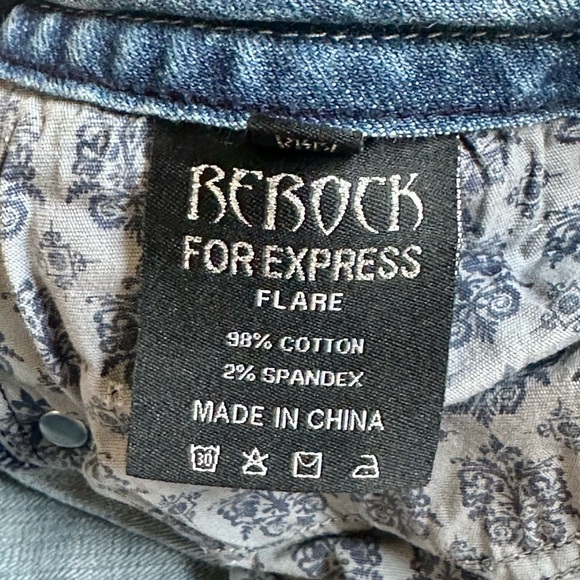 REROCK
FOR EXPRESS
FLARE
98% COTTON
2% SPANDEX
MADE IN CHINA
30